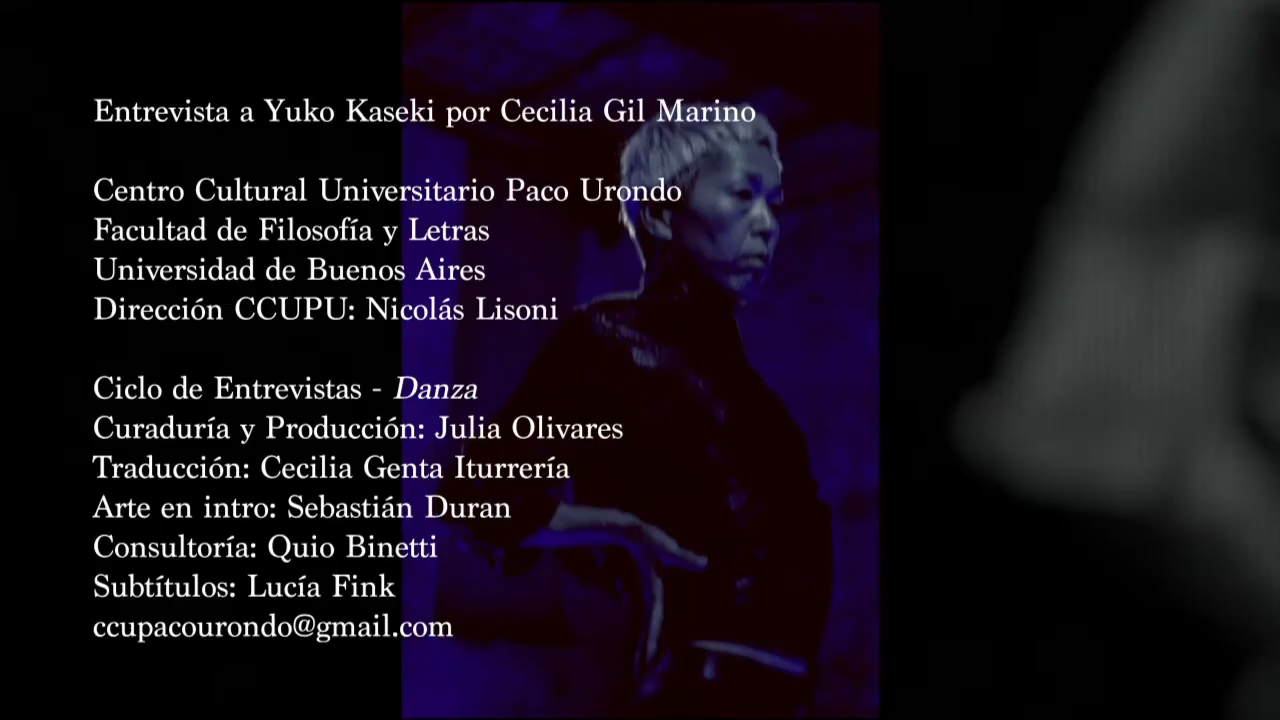 Entrevista a Yuko Kaseki por Cecilia Gil Marino
Centro Cultural Universitario Paco Urondo
Facultad de Filosofía y Letras
Universidad de Buenos Aires
Dirección CCUPU: Nicolás Lisoni
Ciclo de Entrevistas - Danza
Curaduría y Producción: Julia Olivares
Traducción: Cecilia Genta Iturrería
Arte en intro: Sebastián Duran
Consultoría: Quio Binetti
Subtítulos: Lucía Fink
ccupacourondo@gmail.com